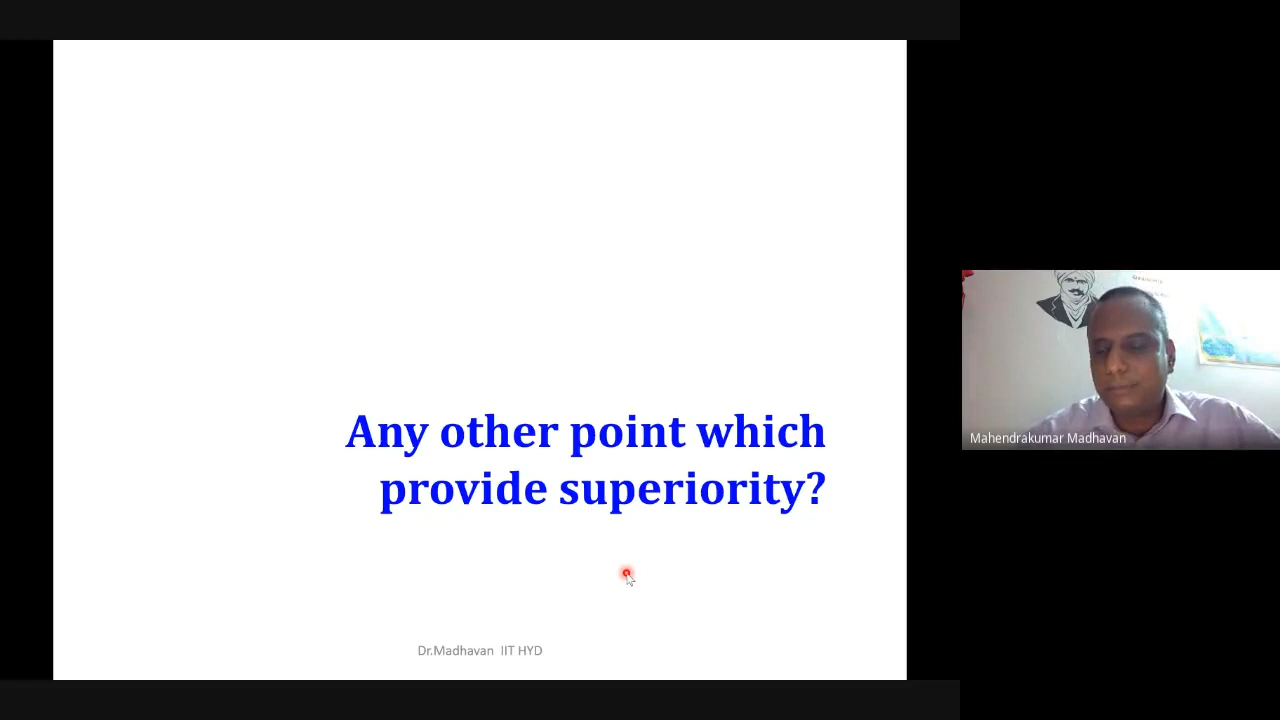 Any other point which
provide superiority?
Dr.Madhavan IIT HYD
Mahendrakumar Madhavan